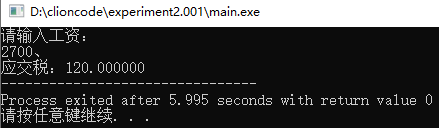 D:\clioncode\experiment2.001\main.exe
请输入工资：
2700、
应交税：120.000000
--------------------------------
Process exited after 5.995 seconds with return value 0
请按任意键继续. . .